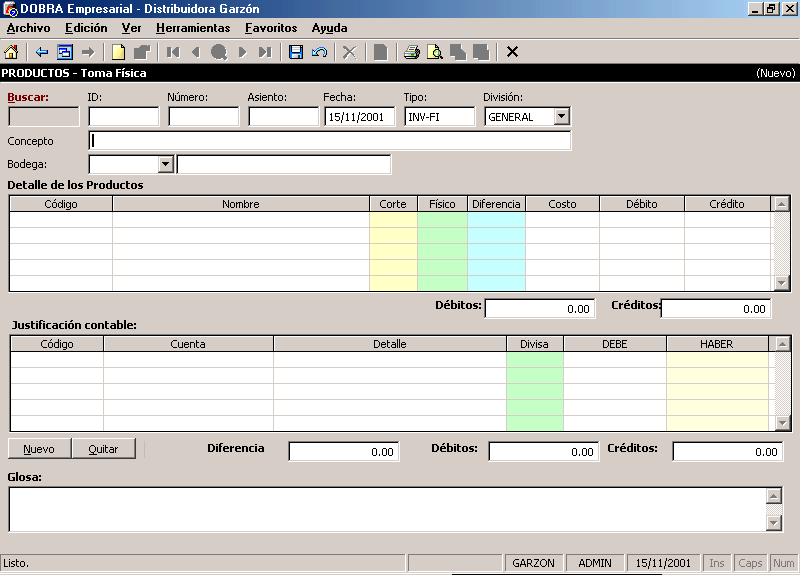 DOBRA Empresarial - Distribuidora Garzón
Archivo Edición Ver Herramientas Favoritos Ayuda
PRODUCTOS - Toma Física (Nuevo)
Buscar: ID: Número: Asiento: Fecha: Tipo: División:
15/11/2001 INV-FI GENERAL
Concepto
Bodega:
Detalle de los Productos
Código Nombre Corte Físico Diferencia Costo Débito Crédito
Débitos: 0.00 Créditos: 0.00
Justificación contable:
Código Cuenta Detalle Divisa DEBE HABER
Nuevo Quitar Diferencia 0.00 Débitos: 0.00 Créditos: 0.00
Glosa:
Listo. GARZON ADMIN 15/11/2001 Ins Caps Num